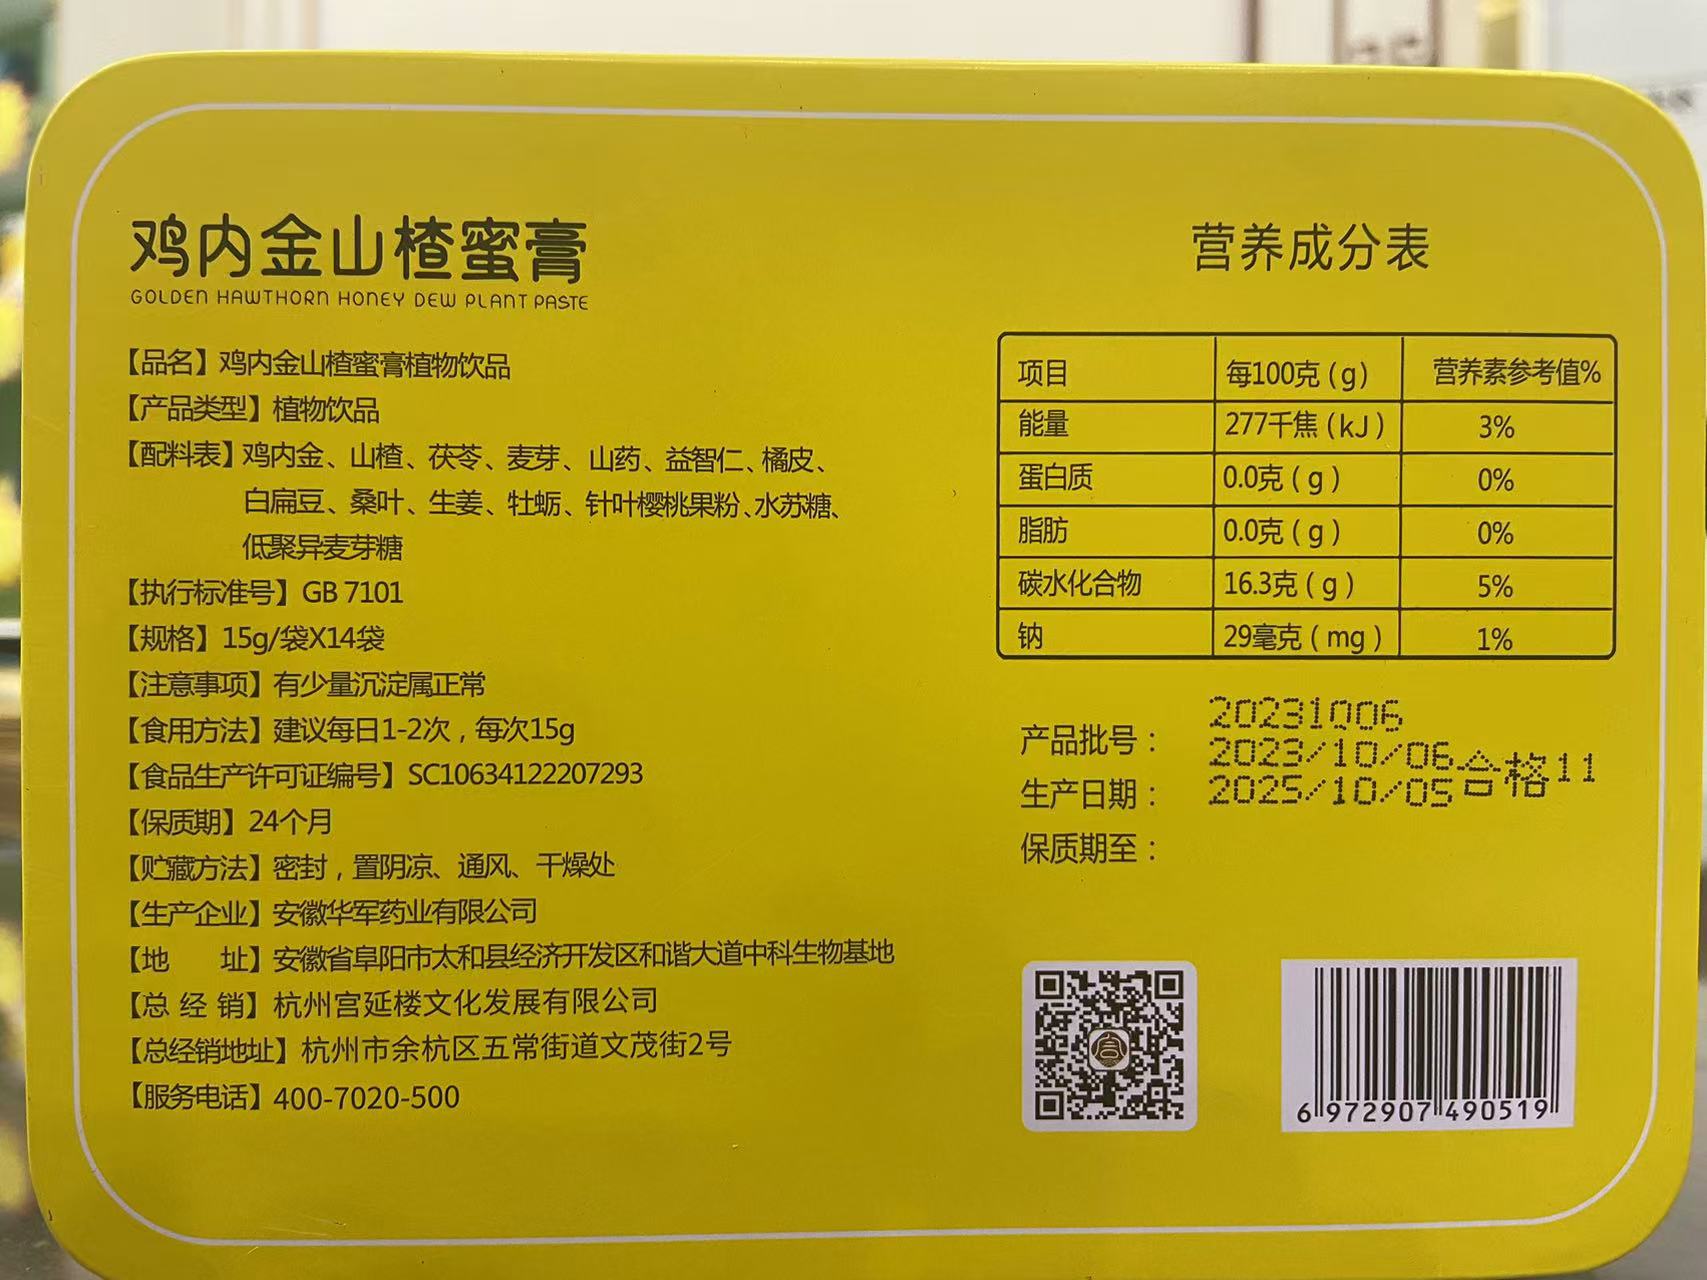 鸡内金山楂蜜膏
GOLDEN HAWTHORN HONEY DEW PLANT PASTE
【品名】鸡内金山楂蜜膏植物饮品
【产品类型】植物饮品
【配料表】鸡内金、山楂、茯苓、麦芽、山药、益智仁、橘皮、
白扁豆、桑叶、生姜、牡蛎、针叶樱桃果粉、水苏糖、
低聚异麦芽糖
【执行标准号】GB 7101
【规格】15g/袋X14袋
【注意事项】有少量沉淀属正常
【食用方法】建议每日1-2次，每次15g
【食品生产许可证编号】SC10634122207293
【保质期】24个月
【贮藏方法】密封，置阴凉、通风、干燥处
【生产企业】安徽华军药业有限公司
【地　　址】安徽省阜阳市太和县经济开发区和谐大道中科生物基地
【总 经 销】杭州宫延楼文化发展有限公司
【总经销地址】杭州市余杭区五常街道文茂街2号
【服务电话】400-7020-500
营养成分表
项目 每100克(g) 营养素参考值%
能量 277千焦(kJ) 3%
蛋白质 0.0克(g) 0%
脂肪 0.0克(g) 0%
碳水化合物 16.3克(g) 5%
钠 29毫克(mg) 1%
产品批号： 20231006
生产日期： 2023/10/06合格11
保质期至： 2025/10/05
6 972907 490519